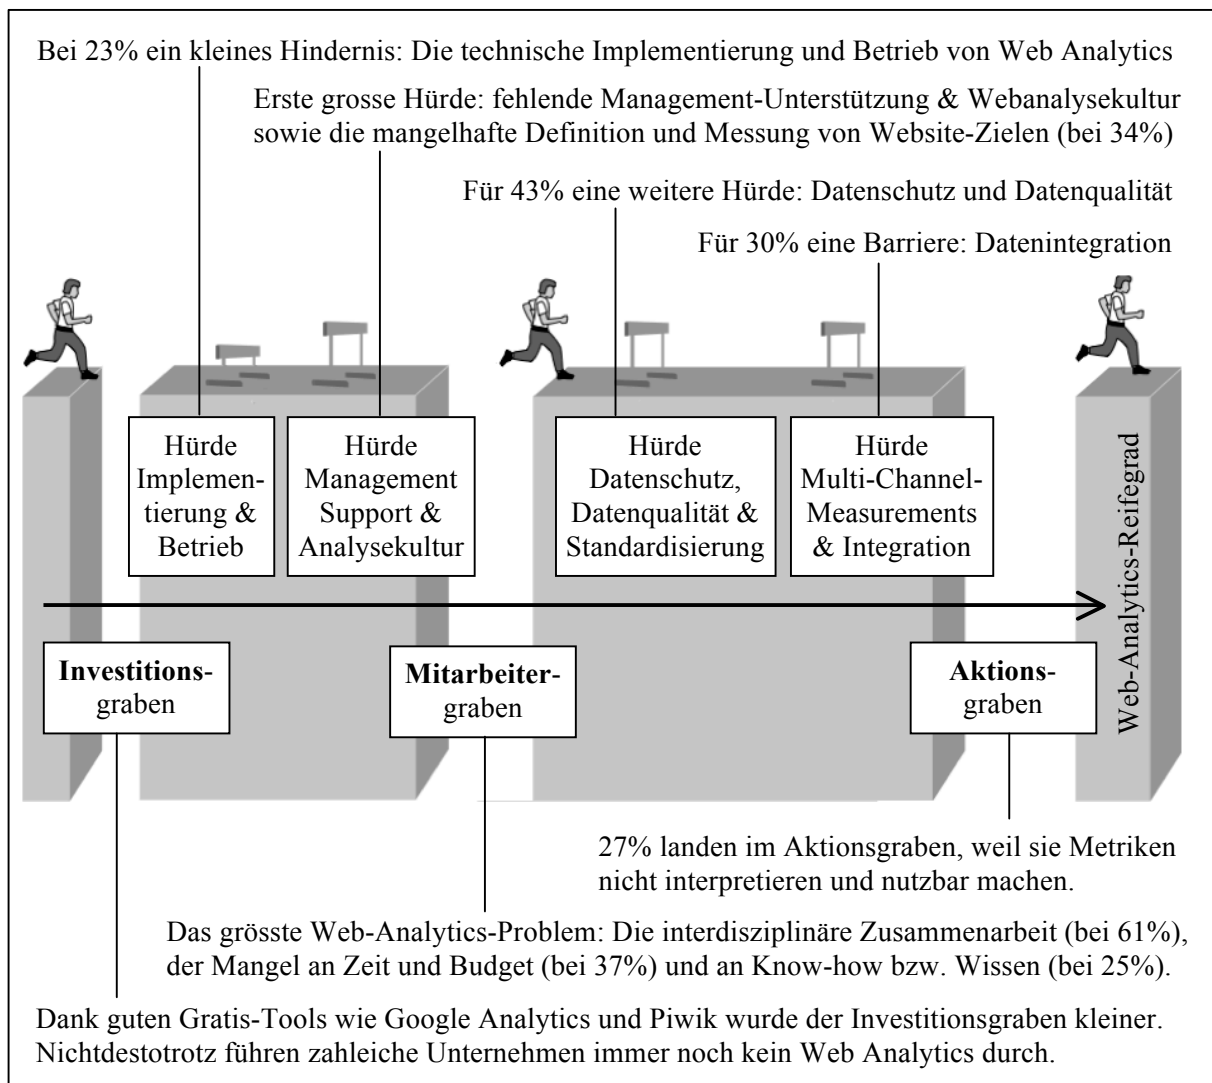 Bei 23% ein kleines Hindernis: Die technische Implementierung und Betrieb von Web Analytics
Erste grosse Hürde: fehlende Management-Unterstützung & Webanalysekultur
sowie die mangelhafte Definition und Messung von Website-Zielen (bei 34%)
Für 43% eine weitere Hürde: Datenschutz und Datenqualität
Für 30% eine Barriere: Datenintegration
Hürde
Implemen-
tierung &
Betrieb
Hürde
Management
Support &
Analysekultur
Hürde
Datenschutz,
Datenqualität &
Standardisierung
Hürde
Multi-Channel-
Measurements
& Integration
Web-Analytics-Reifegrad
Investitions-
graben
Mitarbeiter-
graben
Aktions-
graben
27% landen im Aktionsgraben, weil sie Metriken
nicht interpretieren und nutzbar machen.
Das grösste Web-Analytics-Problem: Die interdisziplinäre Zusammenarbeit (bei 61%),
der Mangel an Zeit und Budget (bei 37%) und an Know-how bzw. Wissen (bei 25%).
Dank guten Gratis-Tools wie Google Analytics und Piwik wurde der Investitionsgraben kleiner.
Nichtdestotrotz führen zahleiche Unternehmen immer noch kein Web Analytics durch.